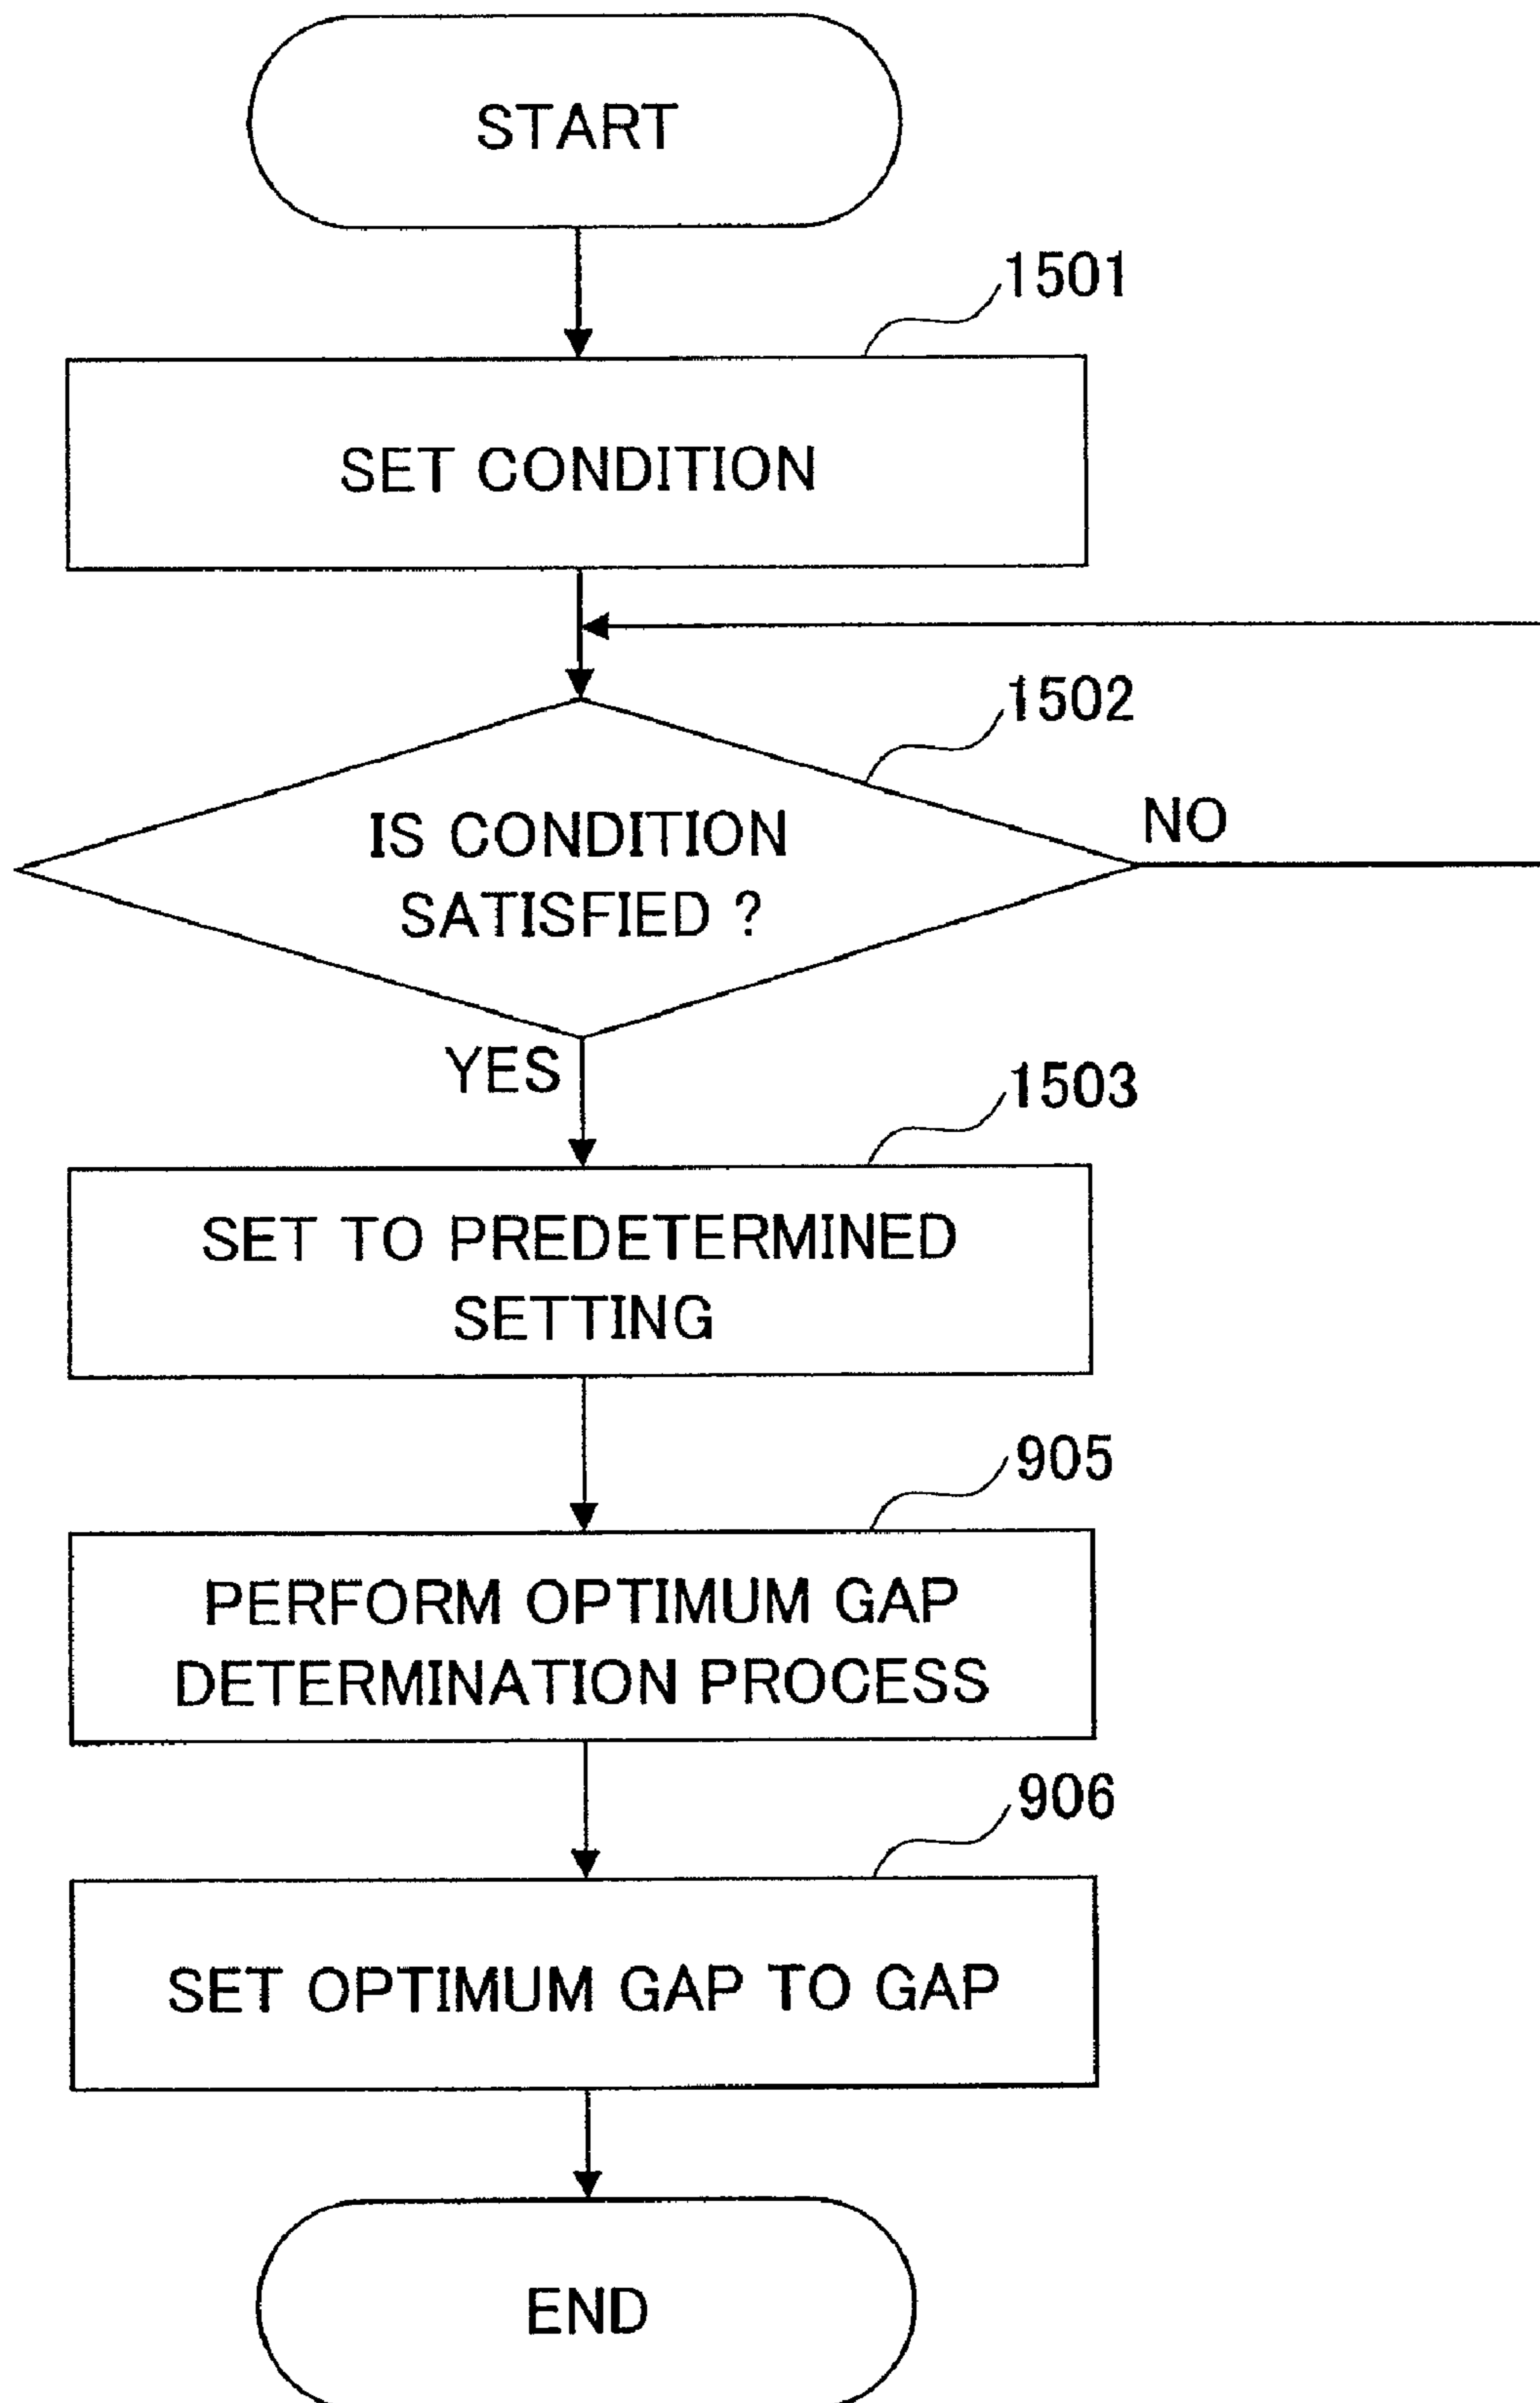 START
1501
SET CONDITION
1502
IS CONDITION
SATISFIED ?
NO
YES
1503
SET TO PREDETERMINED
SETTING
905
PERFORM OPTIMUM GAP
DETERMINATION PROCESS
906
SET OPTIMUM GAP TO GAP
END